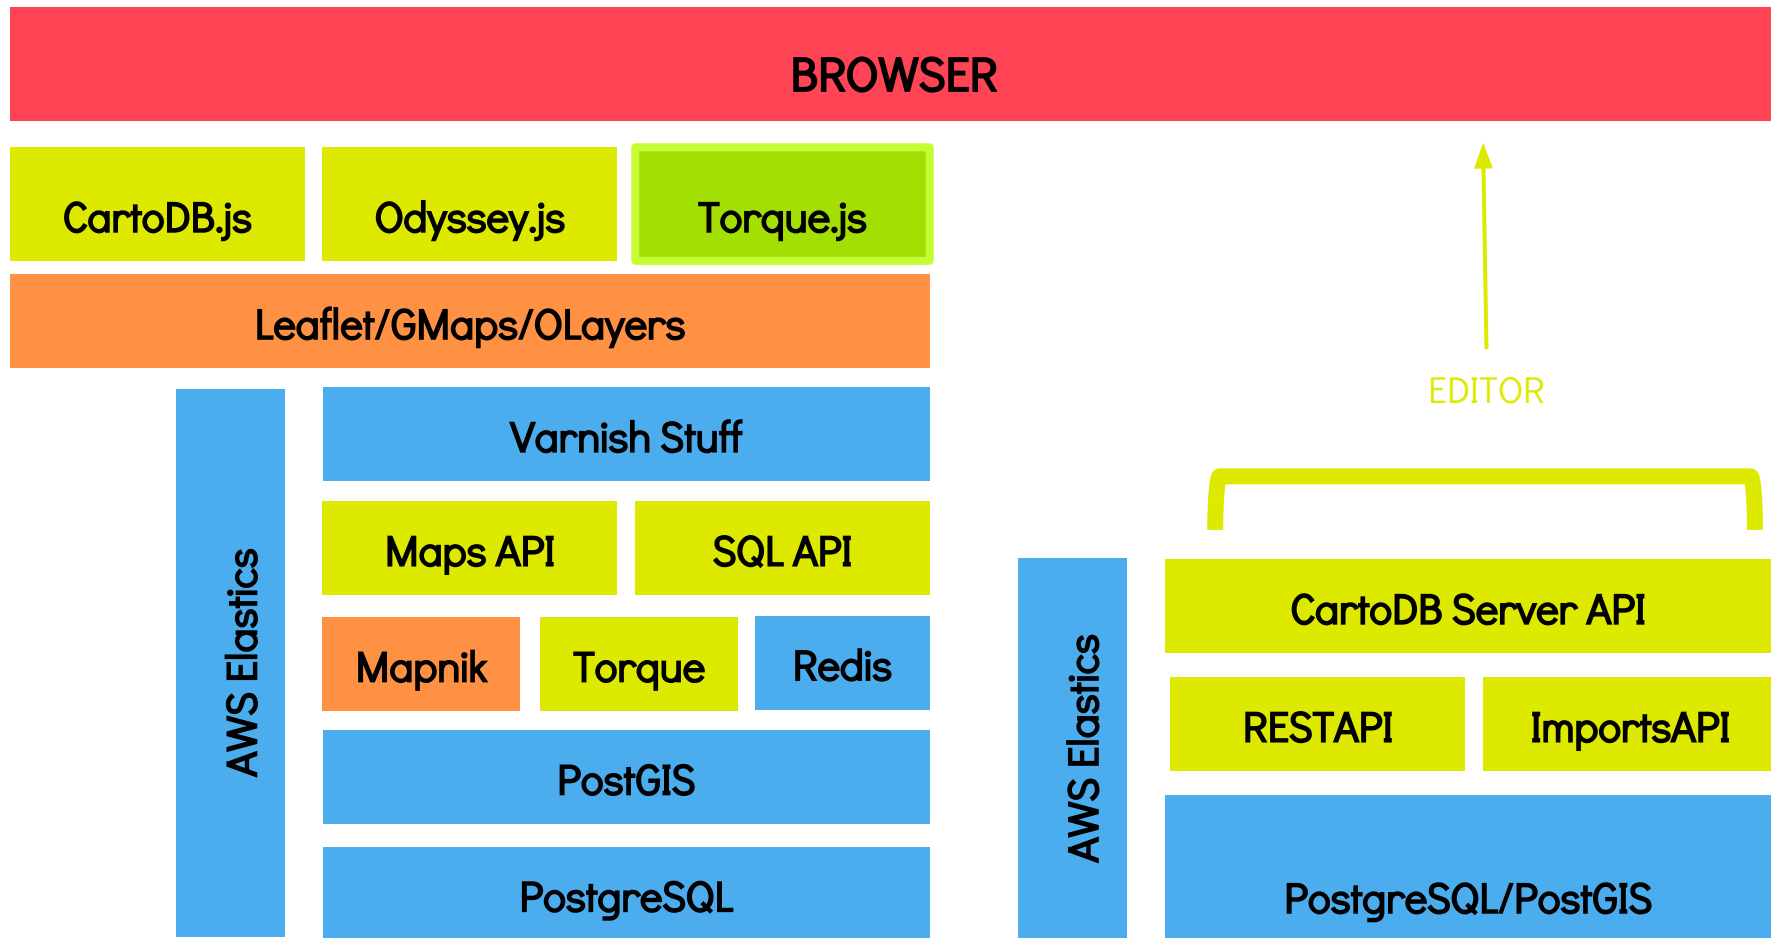 BROWSER
CartoDB.js
Odyssey.js
Torque.js
Leaflet/GMaps/OLayers
AWS Elastics
Varnish Stuff
Maps API
SQL API
Mapnik
Torque
Redis
PostGIS
PostgreSQL
EDITOR
AWS Elastics
CartoDB Server API
RESTAPI
ImportsAPI
PostgreSQL/PostGIS